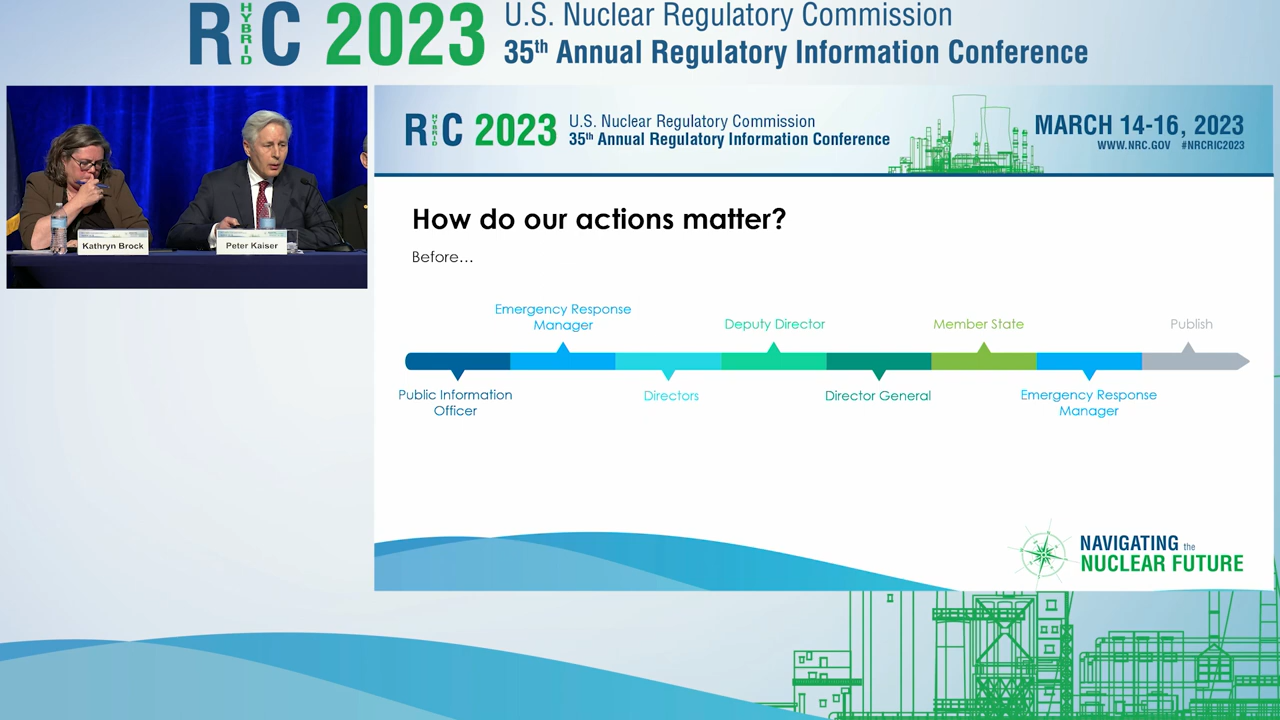 RIC 2023
HYBRID
U.S. Nuclear Regulatory Commission
35th Annual Regulatory Information Conference
Kathryn Brock
Peter Kaiser
RIC 2023
HYBRID
U.S. Nuclear Regulatory Commission
35th Annual Regulatory Information Conference
MARCH 14-16, 2023
WWW.NRC.GOV #NRCRIC2023
How do our actions matter?
Before...
Emergency Response
Manager
Deputy Director
Member State
Publish
Public Information
Officer
Directors
Director General
Emergency Response
Manager
NAVIGATING the
NUCLEAR FUTURE